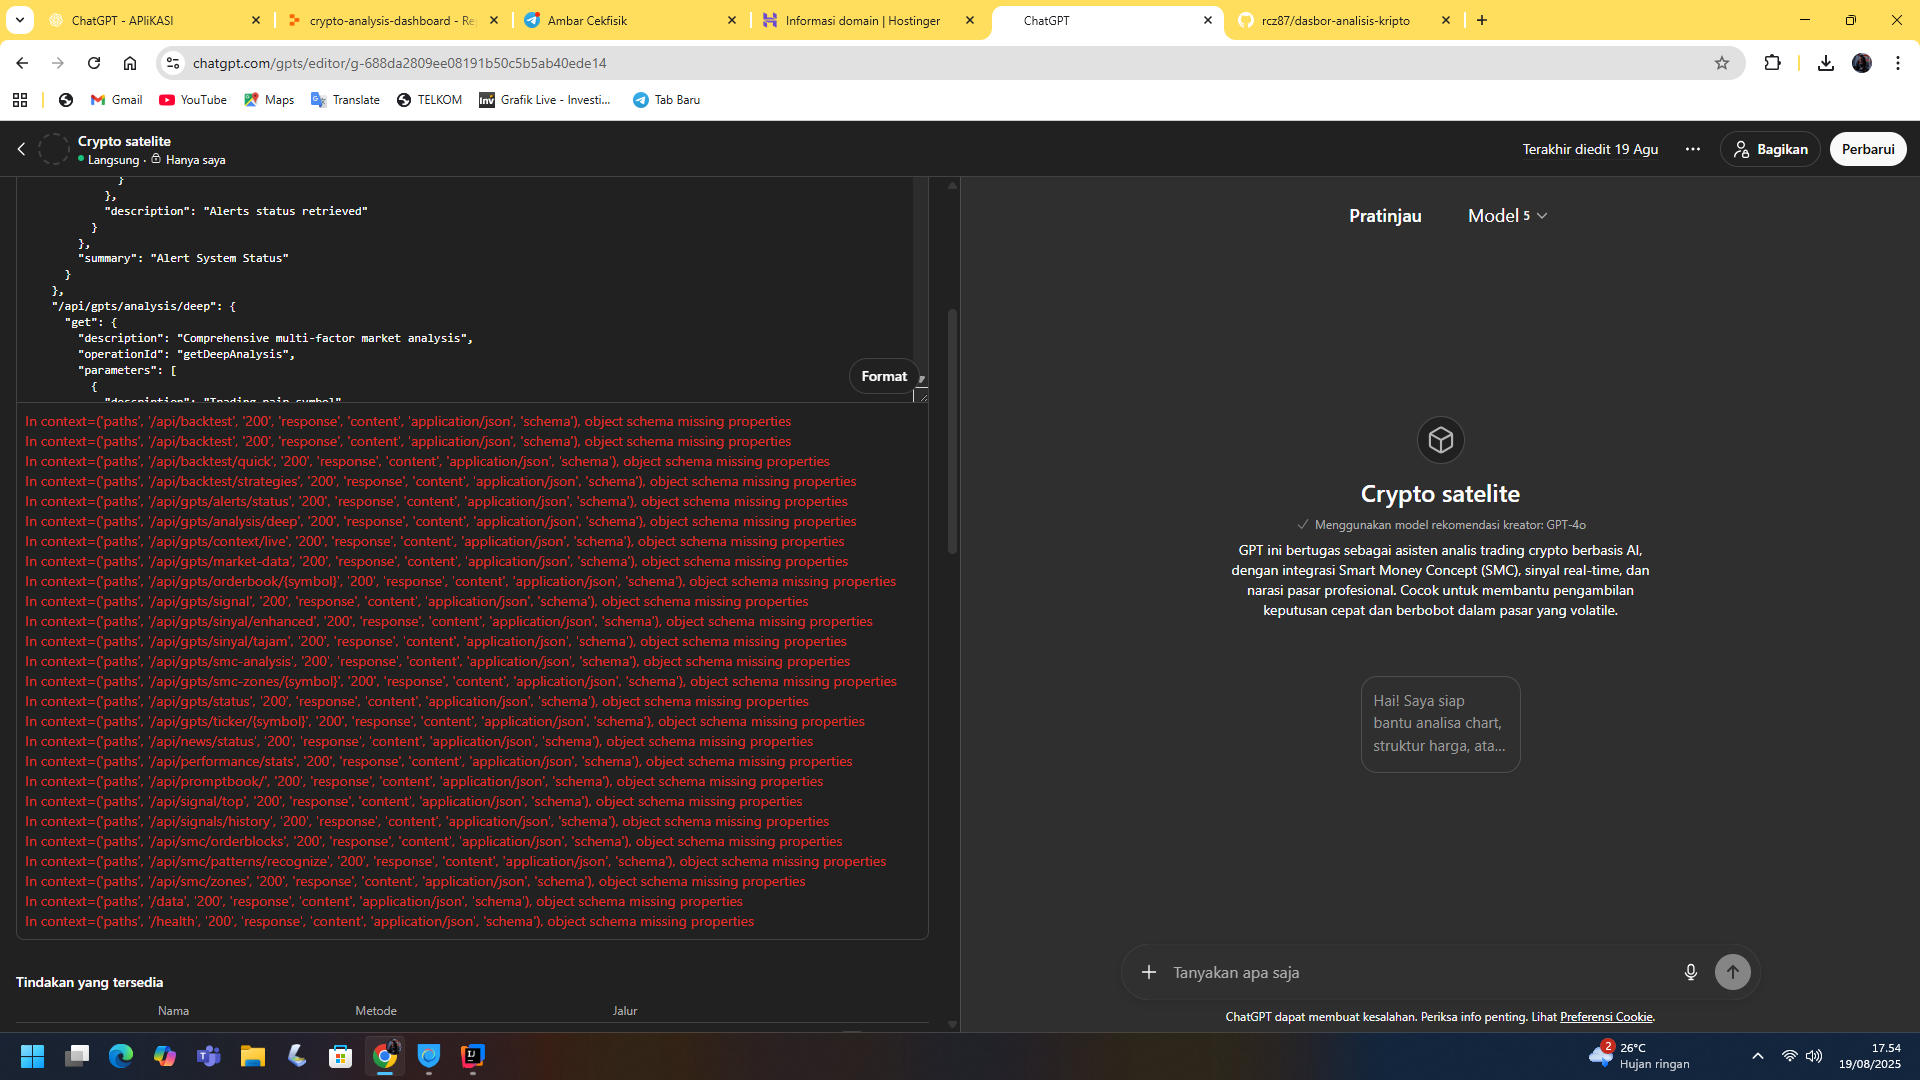 ChatGPT - APliKASI
crypto-analysis-dashboard - Re
Ambar Cekfisik
Informasi domain | Hostinger
ChatGPT
rcz87/dasbor-analisis-kripto
chatgpt.com/gpts/editor/g-688da2809ee08191b50c5b5ab40ede14
Gmail
YouTube
Maps
Translate
TELKOM
Inv
Grafik Live - Investi...
Tab Baru
Crypto satelite
Langsung · Hanya saya
Terakhir diedit 19 Agu
Bagikan
Perbarui
}
},
"description": "Alerts status retrieved"
}
},
"summary": "Alert System Status"
}
},
"/api/gpts/analysis/deep": {
"get": {
"description": "Comprehensive multi-factor market analysis",
"operationId": "getDeepAnalysis",
"parameters": [
{
"description": "Trading pair symbol"
Format
In context=('paths', '/api/backtest', '200', 'response', 'content', 'application/json', 'schema'), object schema missing properties
In context=('paths', '/api/backtest', '200', 'response', 'content', 'application/json', 'schema'), object schema missing properties
In context=('paths', '/api/backtest/quick', '200', 'response', 'content', 'application/json', 'schema'), object schema missing properties
In context=('paths', '/api/backtest/strategies', '200', 'response', 'content', 'application/json', 'schema'), object schema missing properties
In context=('paths', '/api/gpts/alerts/status', '200', 'response', 'content', 'application/json', 'schema'), object schema missing properties
In context=('paths', '/api/gpts/analysis/deep', '200', 'response', 'content', 'application/json', 'schema'), object schema missing properties
In context=('paths', '/api/gpts/context/live', '200', 'response', 'content', 'application/json', 'schema'), object schema missing properties
In context=('paths', '/api/gpts/market-data', '200', 'response', 'content', 'application/json', 'schema'), object schema missing properties
In context=('paths', '/api/gpts/orderbook/{symbol}', '200', 'response', 'content', 'application/json', 'schema'), object schema missing properties
In context=('paths', '/api/gpts/signal', '200', 'response', 'content', 'application/json', 'schema'), object schema missing properties
In context=('paths', '/api/gpts/sinyal/enhanced', '200', 'response', 'content', 'application/json', 'schema'), object schema missing properties
In context=('paths', '/api/gpts/sinyal/tajam', '200', 'response', 'content', 'application/json', 'schema'), object schema missing properties
In context=('paths', '/api/gpts/smc-analysis', '200', 'response', 'content', 'application/json', 'schema'), object schema missing properties
In context=('paths', '/api/gpts/smc-zones/{symbol}', '200', 'response', 'content', 'application/json', 'schema'), object schema missing properties
In context=('paths', '/api/gpts/status', '200', 'response', 'content', 'application/json', 'schema'), object schema missing properties
In context=('paths', '/api/gpts/ticker/{symbol}', '200', 'response', 'content', 'application/json', 'schema'), object schema missing properties
In context=('paths', '/api/news/status', '200', 'response', 'content', 'application/json', 'schema'), object schema missing properties
In context=('paths', '/api/performance/stats', '200', 'response', 'content', 'application/json', 'schema'), object schema missing properties
In context=('paths', '/api/promptbook/', '200', 'response', 'content', 'application/json', 'schema'), object schema missing properties
In context=('paths', '/api/signal/top', '200', 'response', 'content', 'application/json', 'schema'), object schema missing properties
In context=('paths', '/api/signals/history', '200', 'response', 'content', 'application/json', 'schema'), object schema missing properties
In context=('paths', '/api/smc/orderblocks', '200', 'response', 'content', 'application/json', 'schema'), object schema missing properties
In context=('paths', '/api/smc/patterns/recognize', '200', 'response', 'content', 'application/json', 'schema'), object schema missing properties
In context=('paths', '/api/smc/zones', '200', 'response', 'content', 'application/json', 'schema'), object schema missing properties
In context=('paths', '/data', '200', 'response', 'content', 'application/json', 'schema'), object schema missing properties
In context=('paths', '/health', '200', 'response', 'content', 'application/json', 'schema'), object schema missing properties
Tindakan yang tersedia
Nama
Metode
Jalur
Pratinjau
Model 5
Crypto satelite
Menggunakan model rekomendasi kreator: GPT-4o
GPT ini bertugas sebagai asisten analis trading crypto berbasis AI,
dengan integrasi Smart Money Concept (SMC), sinyal real-time, dan
narasi pasar profesional. Cocok untuk membantu pengambilan
keputusan cepat dan berbobot dalam pasar yang volatile.
Hai! Saya siap
bantu analisa chart,
struktur harga, ata...
Tanyakan apa saja
ChatGPT dapat membuat kesalahan. Periksa info penting. Lihat Preferensi Cookie.
2
26°C
Hujan ringan
17.54
19/08/2025